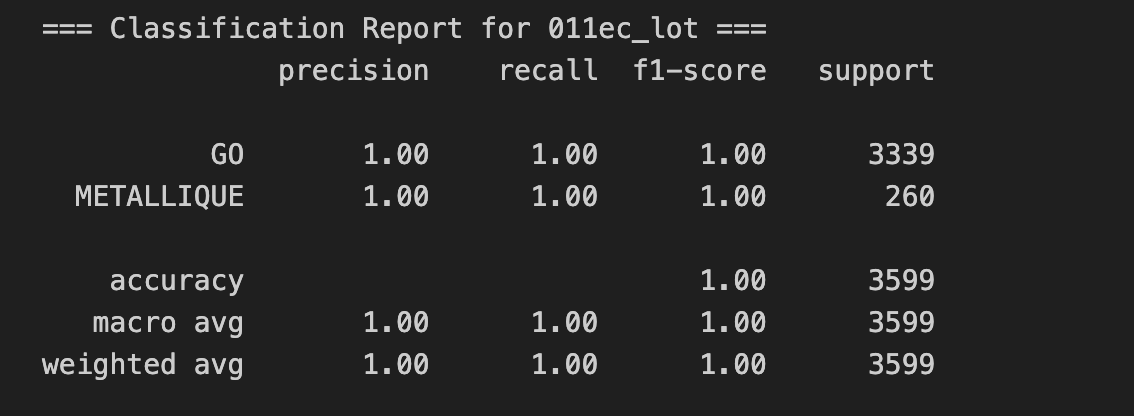 === Classification Report for 011ec_lot ===
precision recall f1-score support
GO 1.00 1.00 1.00 3339
METALLIQUE 1.00 1.00 1.00 260
accuracy 1.00 3599
macro avg 1.00 1.00 1.00 3599
weighted avg 1.00 1.00 1.00 3599